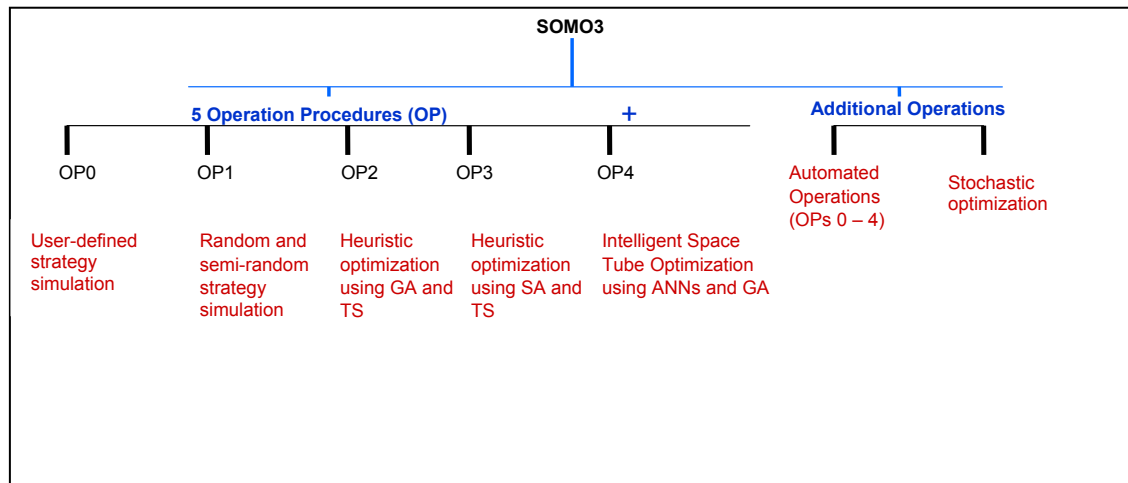 SOMO3
5 Operation Procedures (OP)
+
Additional Operations
OP0
OP1
OP2
OP3
OP4
Automated
Operations
(OPs 0 – 4)
Stochastic
optimization
User-defined
strategy
simulation
Random and
semi-random
strategy
simulation
Heuristic
optimization
using GA and
TS
Heuristic
optimization
using SA and
TS
Intelligent Space
Tube Optimization
using ANNs and GA